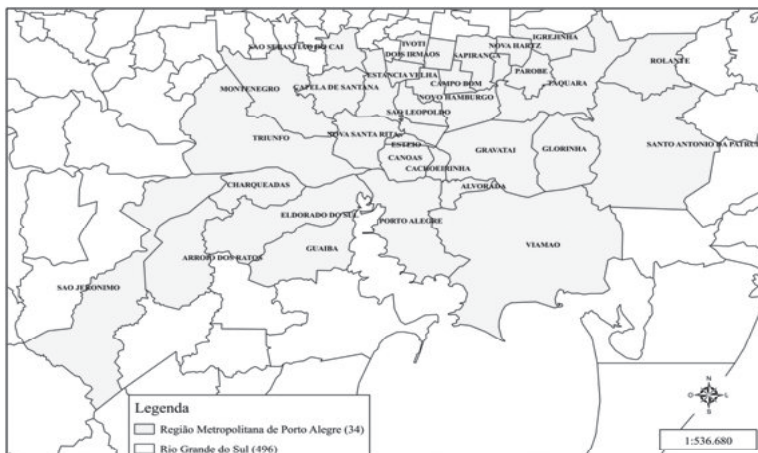 IGREJINHA
IVOTI
NOVA HARTZ
SAO SEBASTIAO DO CAI
DOIS IRMAOS
SAPIRANGA
ROLANTE
ESTANCIA VELHA
PAROBE
CAMPO BOM
TAQUARA
MONTENEGRO
CAPELA DE SANTANA
NOVO HAMBURGO
SAO LEOPOLDO
TRIUNFO
NOVA SANTA RITA
ESTEIO
GRAVATAI
GLORINHA
SANTO ANTONIO DA PATRU
CANOAS
CACHOEIRINHA
CHARQUEADAS
ALVORADA
ELDORADO DO SUL
PORTO ALEGRE
GUAIBA
VIAMAO
ARROIO DOS RATOS
SAO JERONIMO
N
O L
S
Legenda
Região Metropolitana de Porto Alegre (34)
Rio Grande do Sul (496)
1:536.680